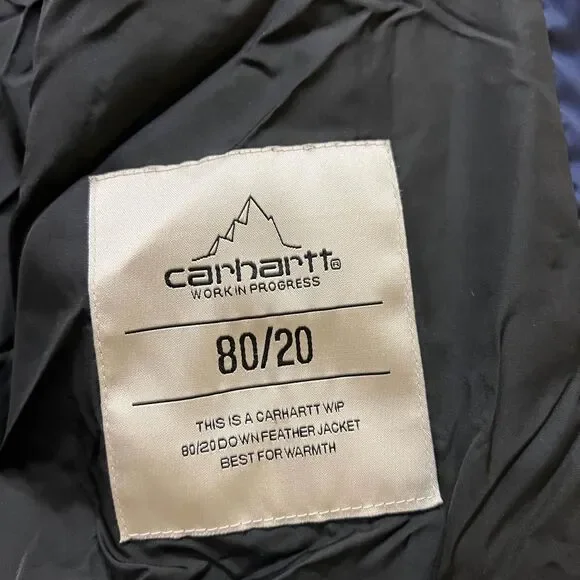 carhartt®
WORK IN PROGRESS
80/20
THIS IS A CARHARTT WIP
80/20 DOWN FEATHER JACKET
BEST FOR WARMTH